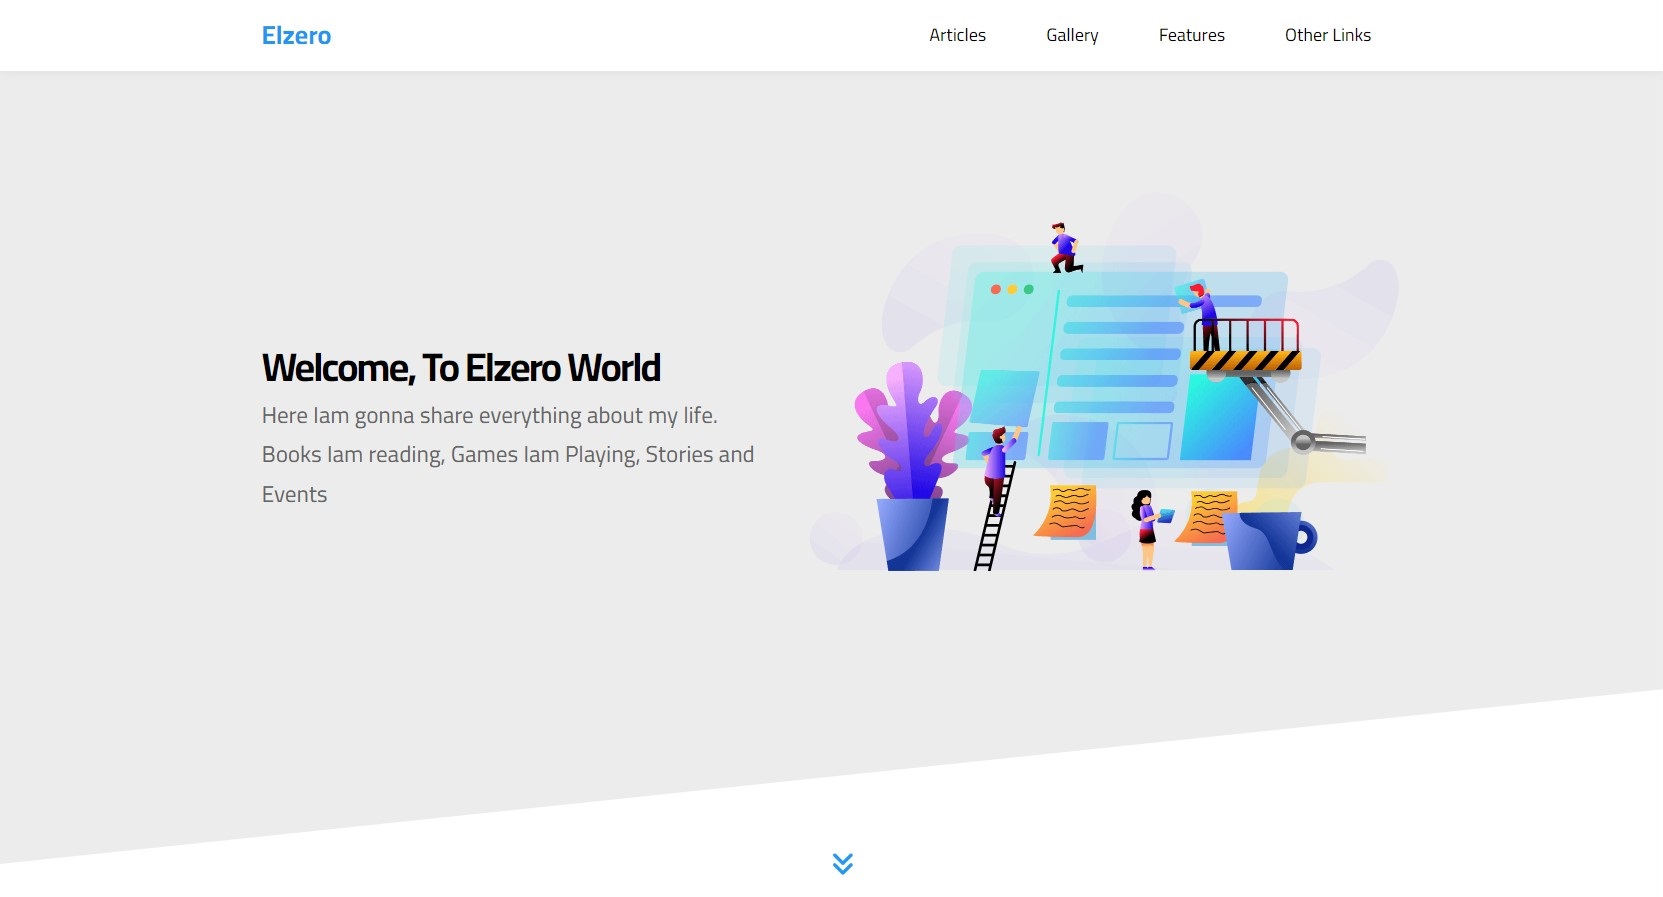 Elzero
Articles
Gallery
Features
Other Links
Welcome, To Elzero World
Here Iam gonna share everything about my life.
Books Iam reading, Games Iam Playing, Stories and
Events